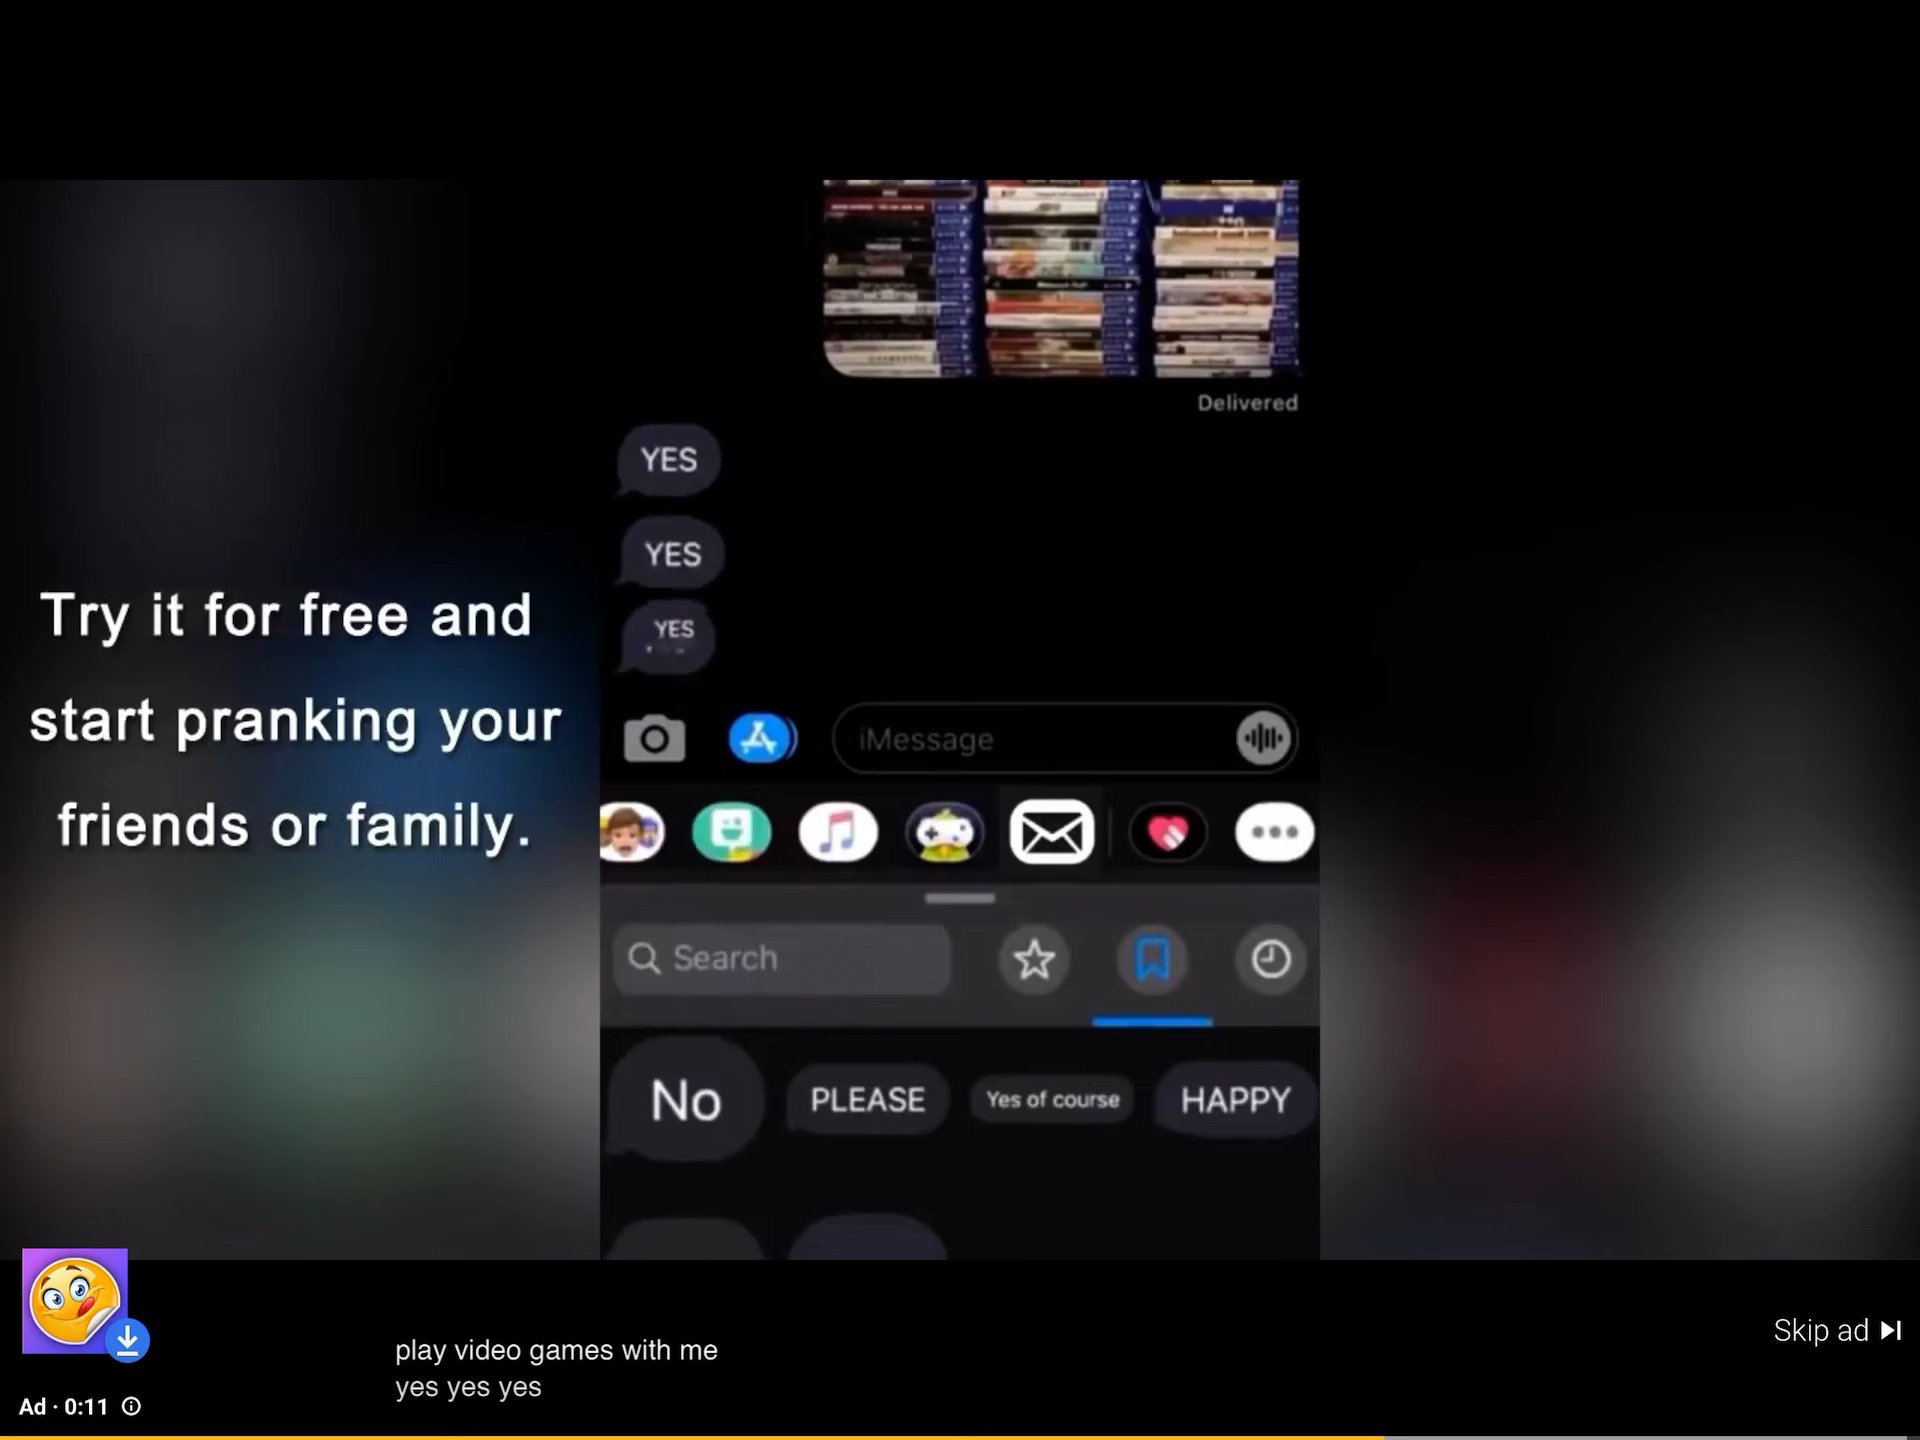 Delivered
YES
YES
YES
Try it for free and
start pranking your
friends or family.
iMessage
Search
No
PLEASE
Yes of course
HAPPY
Skip ad
play video games with me
yes yes yes
Ad · 0:11